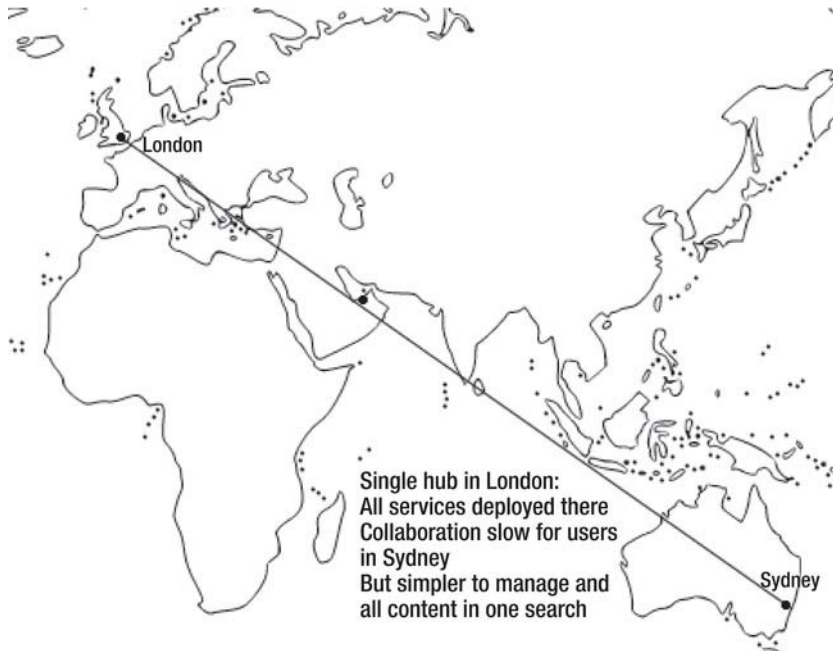 London
Single hub in London:
All services deployed there
Collaboration slow for users
in Sydney
But simpler to manage and
all content in one search
Sydney